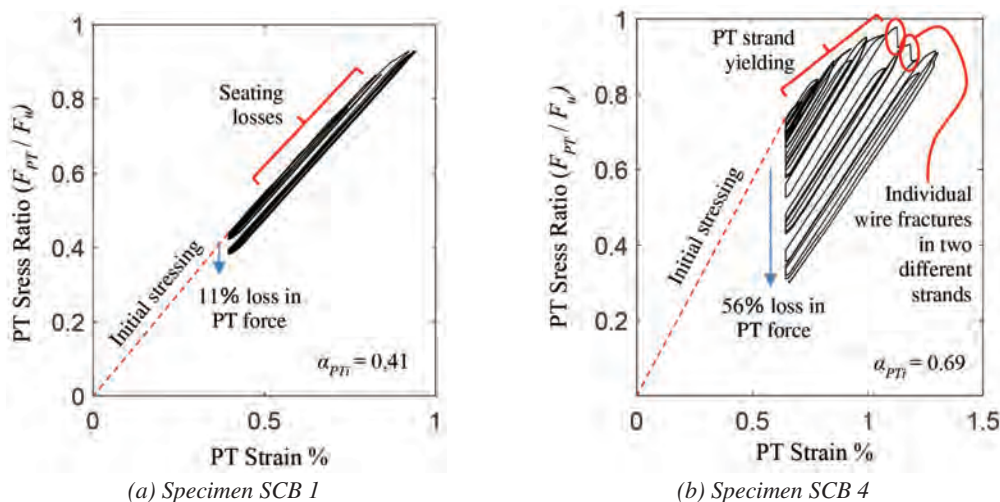 1
0.8
0.6
0.4
0.2
0
0
0.5
1
PT Sress Ratio (F_PT / F_u)
PT Strain %
Seating
losses
Initial stressing
11% loss in
PT force
α_PTi = 0,41
(a) Specimen SCB 1
1
0.8
0.6
0.4
0.2
0
0.5
1
1.5
PT Sress Ratio (F_PT / F_u)
PT Strain %
PT strand
yielding
Initial stressing
56% loss in
PT force
Individual
wire fractures
in two
different
strands
α_PTi = 0.69
(b) Specimen SCB 4